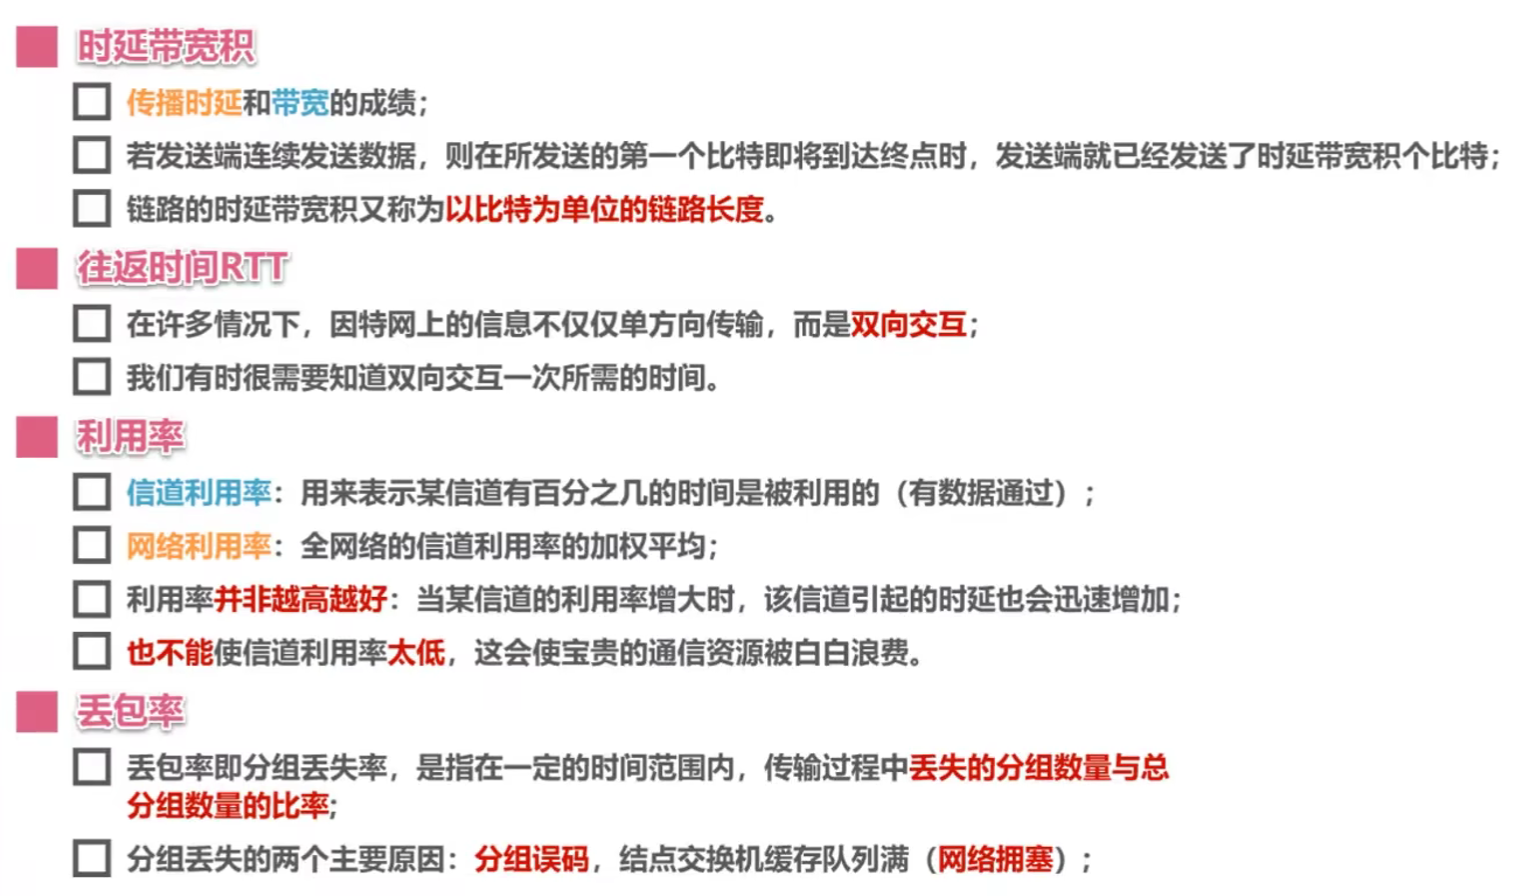 时延带宽积
传播时延和带宽的成绩；
若发送端连续发送数据，则在所发送的第一个比特即将到达终点时，发送端就已经发送了时延带宽积个比特；
链路的时延带宽积又称为以比特为单位的链路长度。
往返时间RTT
在许多情况下，因特网上的信息不仅仅单方向传输，而是双向交互；
我们有时很需要知道双向交互一次所需的时间。
利用率
信道利用率：用来表示某信道有百分之几的时间是被利用的（有数据通过）；
网络利用率：全网络的信道利用率的加权平均；
利用率并非越高越好：当某信道的利用率增大时，该信道引起的时延也会迅速增加；
也不能使信道利用率太低，这会使宝贵的通信资源被白白浪费。
丢包率
丢包率即分组丢失率，是指在一定的时间范围内，传输过程中丢失的分组数量与总
分组数量的比率；
分组丢失的两个主要原因：分组误码，结点交换机缓存队列满（网络拥塞）；